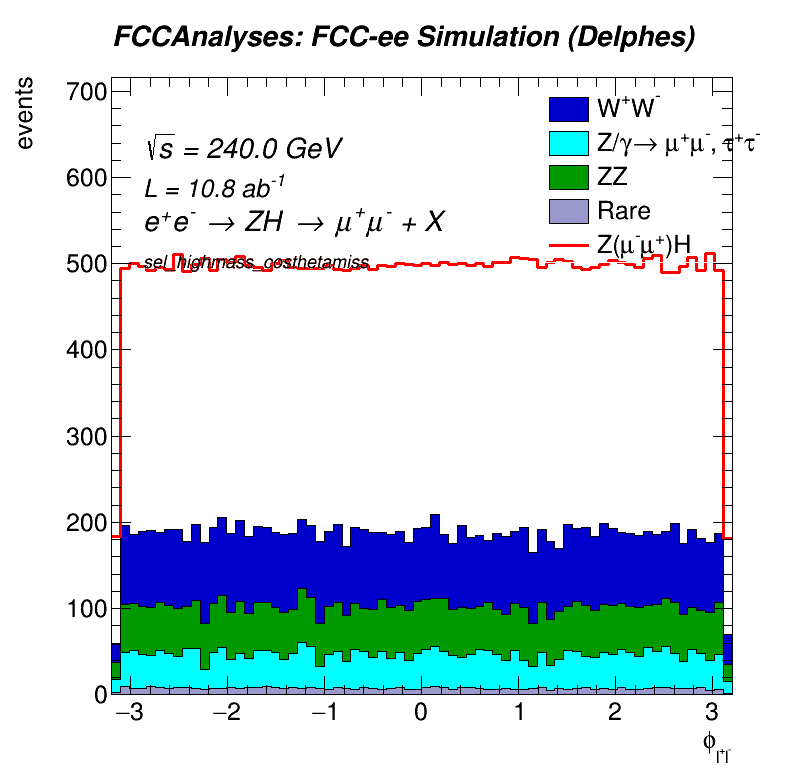 FCCAnalyses: FCC-ee Simulation (Delphes)
events
700
600
500
400
300
200
100
0
√s = 240.0 GeV
L = 10.8 ab⁻¹
e⁺e⁻ → ZH → μ⁺μ⁻ + X
sel_highmass_costhetamiss
W⁺W⁻
Z/γ→ μ⁺μ⁻, τ⁺τ⁻
ZZ
Rare
Z(μ⁻μ⁺)H
−3 −2 −1 0 1 2 3
ϕ l⁺l⁻